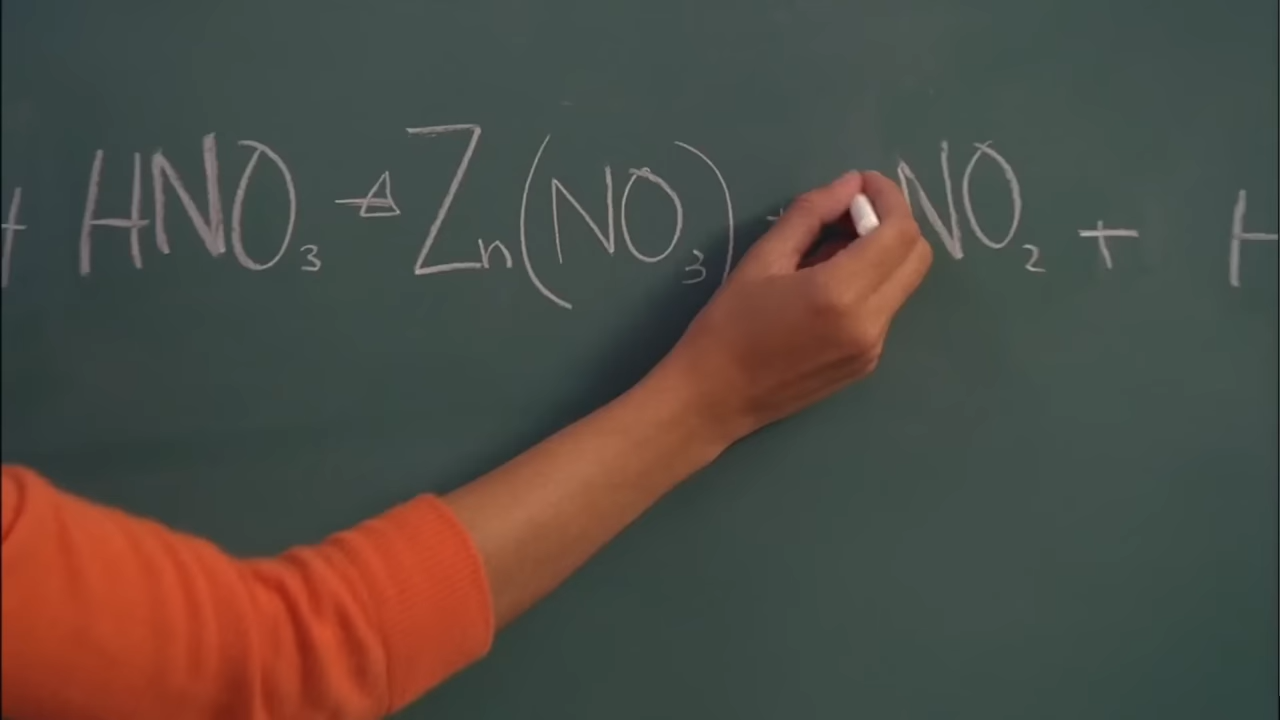 + HNO₃ → Zn(NO₃) + NO₂ + H